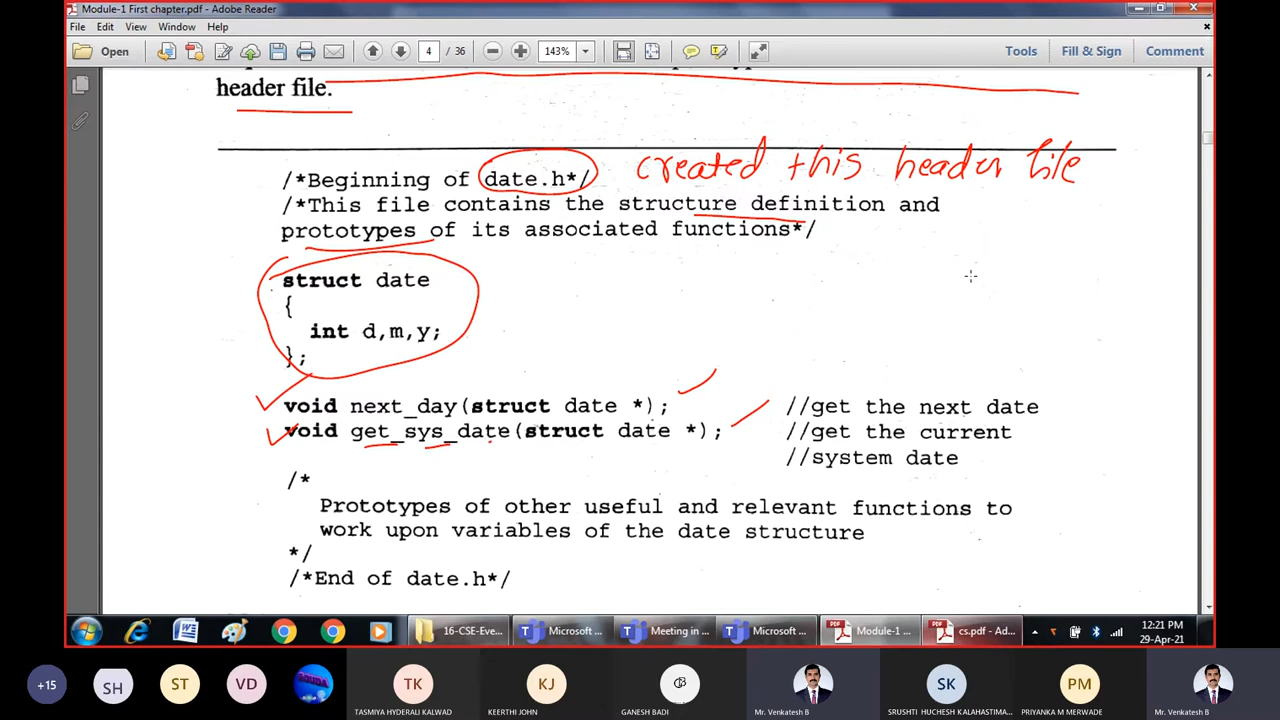 Module-1 First chapter.pdf - Adobe Reader
File Edit View Window Help
Open 4 / 36 143% Tools Fill & Sign Comment
header file.
/*Beginning of date.h*/ created this header file
/*This file contains the structure definition and
prototypes of its associated functions*/
struct date
{
int d,m,y;
};
void next_day(struct date *); //get the next date
void get_sys_date(struct date *); //get the current
//system date
/*
Prototypes of other useful and relevant functions to
work upon variables of the date structure
*/
/*End of date.h*/
16-CSE-Eve... Microsoft ... Meeting in ... Microsoft ... Module-1 ... cs.pdf - Ad... 12:21 PM
29-Apr-21
+15 SH ST VD GOUDA TK KJ SK PM
TASMIYA HYDERALI KALWAD KEERTHI JOHN GANESH BADI Mr. Venkatesh B SRUSHTI HUCHESH KALAHASTIMA... PRIYANKA M MERWADE Mr. Venkatesh B